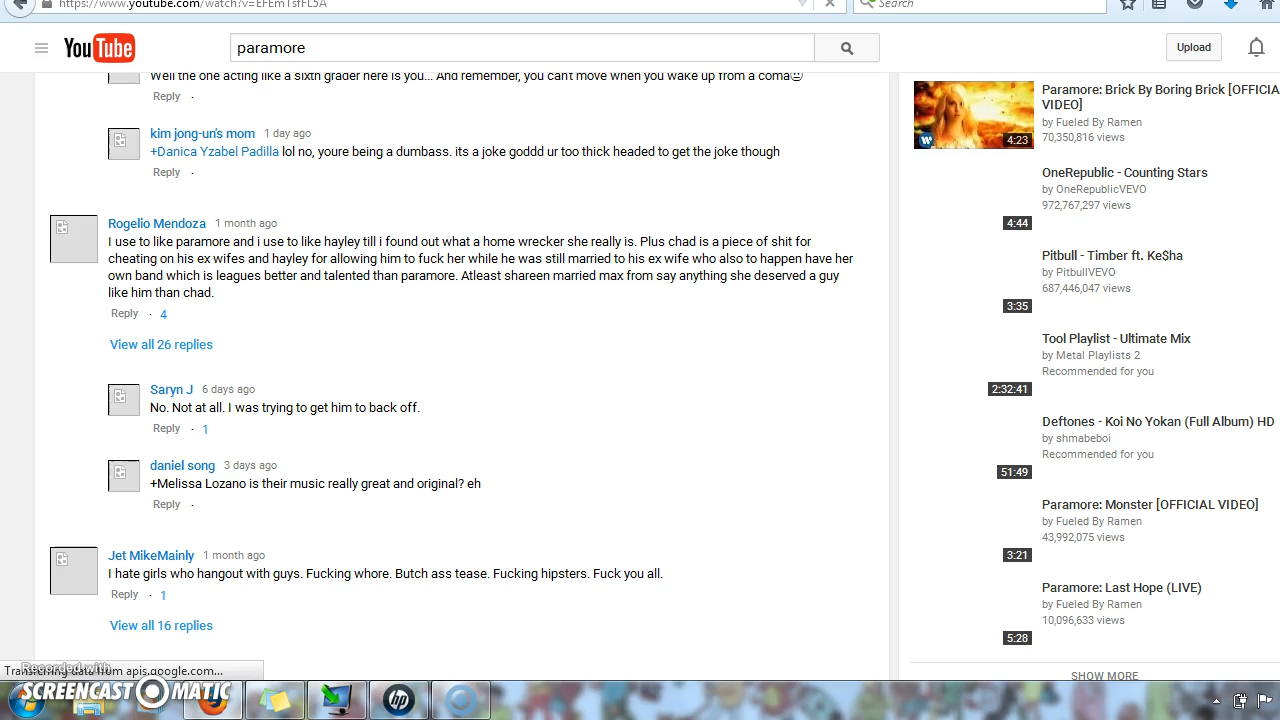 https://www.youtube.com/watch?v=EFEmTsfFL5A
Search
YouTube
paramore
Upload
Well the one acting like a sixth grader here is you... And remember, you can't move when you wake up from a coma
Reply ·
kim jong-un's mom 1 day ago
+Danica Yzabel Padilla lol no, youre being a dumbass. its a joke goddd ur too thick headed to get the joke though
Reply ·
Rogelio Mendoza 1 month ago
I use to like paramore and i use to like hayley till i found out what a home wrecker she really is. Plus chad is a piece of shit for
cheating on his ex wifes and hayley for allowing him to fuck her while he was still married to his ex wife who also to happen have her
own band which is leagues better and talented than paramore. Atleast shareen married max from say anything she deserved a guy
like him than chad.
Reply · 4
View all 26 replies
Saryn J 6 days ago
No. Not at all. I was trying to get him to back off.
Reply · 1
daniel song 3 days ago
+Melissa Lozano is their music really great and original? eh
Reply ·
Jet MikeMainly 1 month ago
I hate girls who hangout with guys. Fucking whore. Butch ass tease. Fucking hipsters. Fuck you all.
Reply · 1
View all 16 replies
4:23
Paramore: Brick By Boring Brick [OFFICIA
VIDEO]
by Fueled By Ramen
70,350,816 views
4:44
OneRepublic - Counting Stars
by OneRepublicVEVO
972,767,297 views
3:35
Pitbull - Timber ft. Ke$ha
by PitbullVEVO
687,446,047 views
2:32:41
Tool Playlist - Ultimate Mix
by Metal Playlists 2
Recommended for you
51:49
Deftones - Koi No Yokan (Full Album) HD
by shmabeboi
Recommended for you
3:21
Paramore: Monster [OFFICIAL VIDEO]
by Fueled By Ramen
43,992,075 views
5:28
Paramore: Last Hope (LIVE)
by Fueled By Ramen
10,096,633 views
SHOW MORE
Transferring data from apis.google.com...
Recorded with
SCREENCAST MATIC
hp